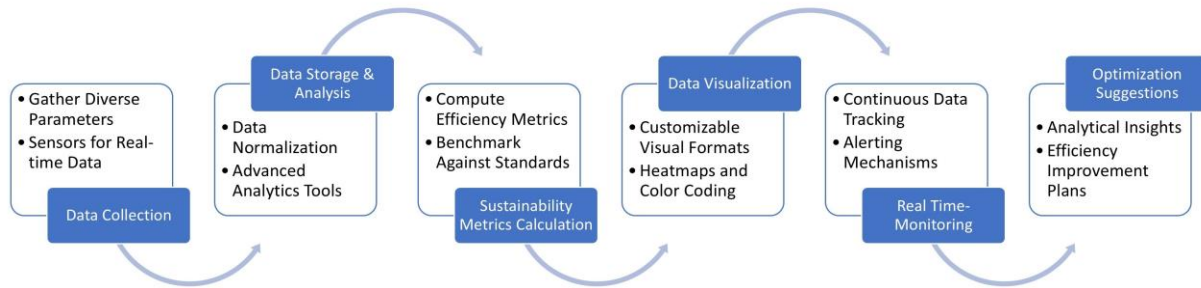 • Gather Diverse
Parameters
• Sensors for Real-
time Data
Data Collection
Data Storage &
Analysis
• Data
Normalization
• Advanced
Analytics Tools
• Compute
Efficiency Metrics
• Benchmark
Against Standards
Sustainability
Metrics Calculation
Data Visualization
• Customizable
Visual Formats
• Heatmaps and
Color Coding
• Continuous Data
Tracking
• Alerting
Mechanisms
Real Time-
Monitoring
Optimization
Suggestions
• Analytical Insights
• Efficiency
Improvement
Plans